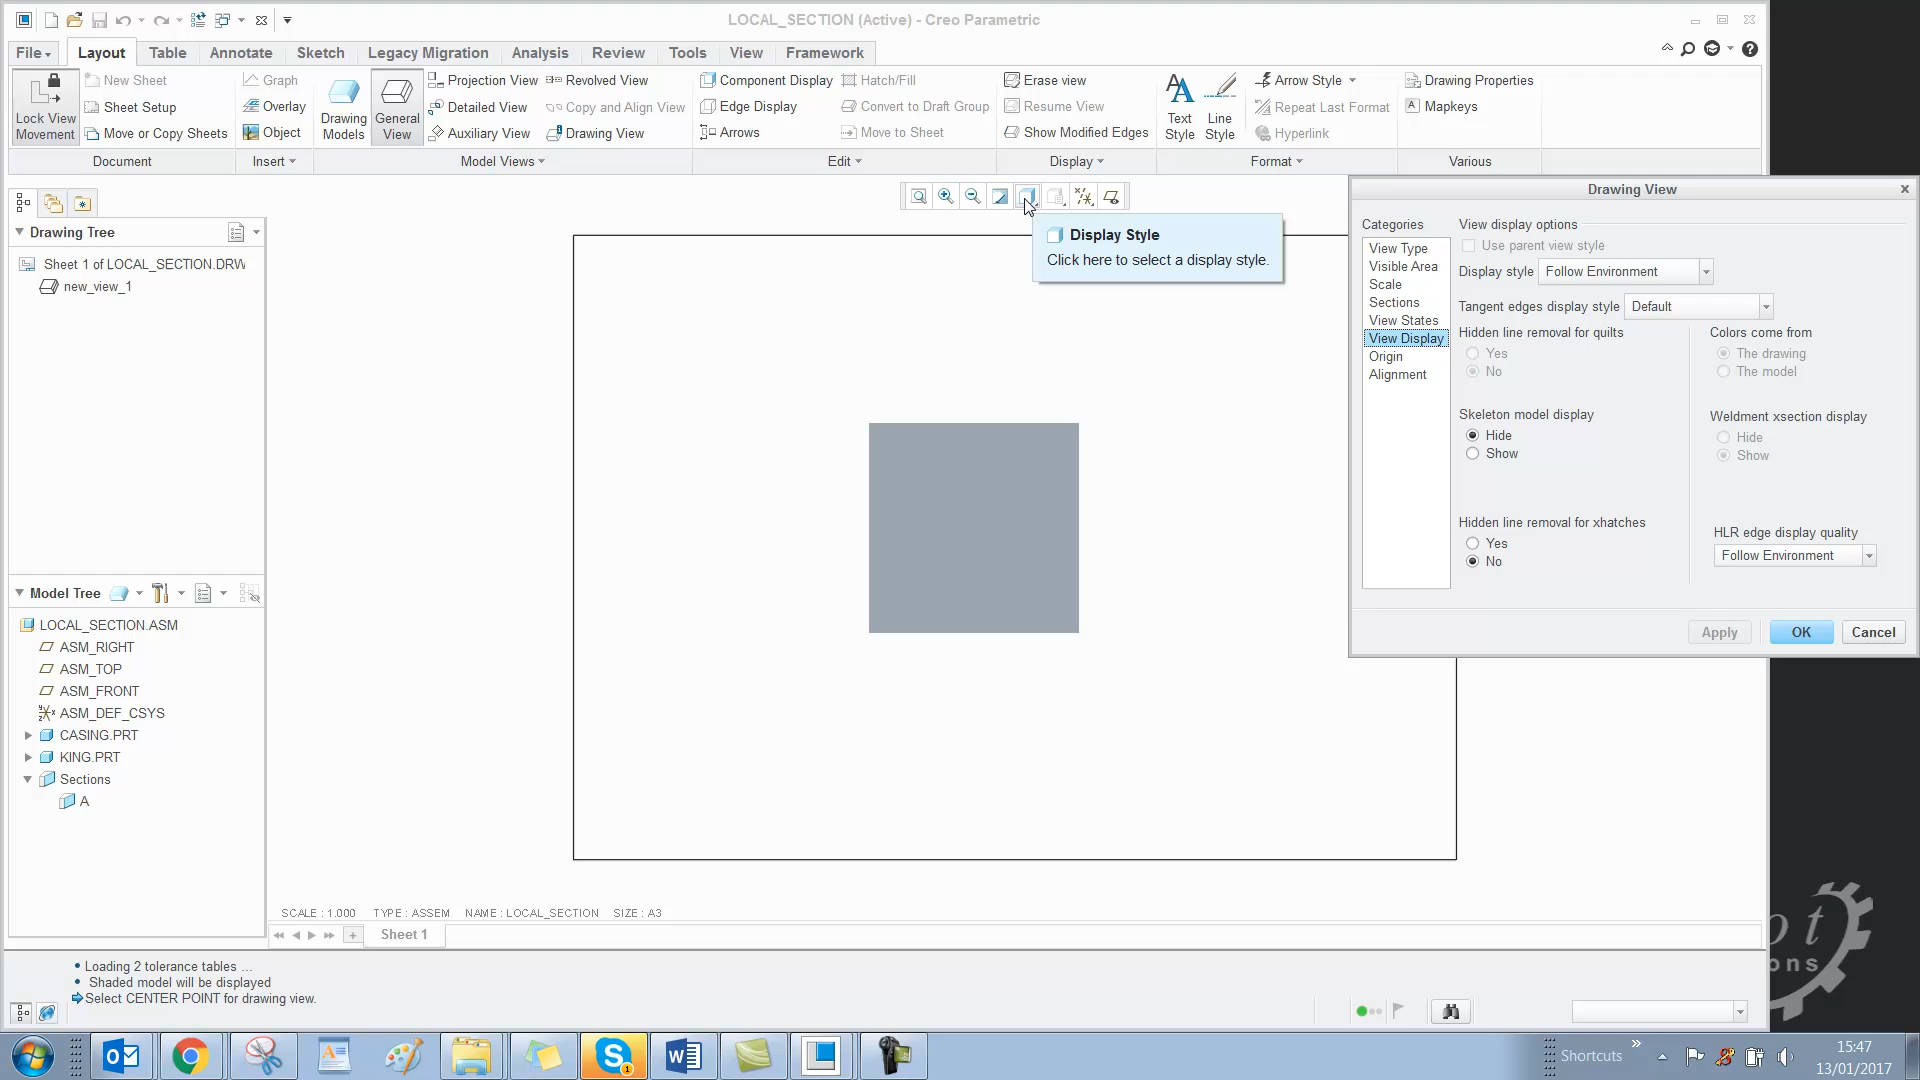 LOCAL_SECTION (Active) - Creo Parametric
File
Layout
Table
Annotate
Sketch
Legacy Migration
Analysis
Review
Tools
View
Framework
Lock View Movement
New Sheet
Sheet Setup
Move or Copy Sheets
Document
Graph
Overlay
Object
Insert
Drawing Models
General View
Projection View
Detailed View
Auxiliary View
Revolved View
Copy and Align View
Drawing View
Model Views
Component Display
Edge Display
Arrows
Hatch/Fill
Convert to Draft Group
Move to Sheet
Edit
Erase view
Resume View
Show Modified Edges
Display
Text Style
Line Style
Arrow Style
Repeat Last Format
Hyperlink
Format
Drawing Properties
Mapkeys
Various
Drawing Tree
Sheet 1 of LOCAL_SECTION.DRW
new_view_1
Model Tree
LOCAL_SECTION.ASM
ASM_RIGHT
ASM_TOP
ASM_FRONT
ASM_DEF_CSYS
CASING.PRT
KING.PRT
Sections
A
Display Style
Click here to select a display style.
Drawing View
Categories
View Type
Visible Area
Scale
Sections
View States
View Display
Origin
Alignment
View display options
Use parent view style
Display style Follow Environment
Tangent edges display style Default
Hidden line removal for quilts
Yes
No
Colors come from
The drawing
The model
Skeleton model display
Hide
Show
Weldment xsection display
Hide
Show
Hidden line removal for xhatches
Yes
No
HLR edge display quality
Follow Environment
Apply
OK
Cancel
SCALE : 1.000 TYPE : ASSEM NAME : LOCAL_SECTION SIZE : A3
Sheet 1
• Loading 2 tolerance tables ...
• Shaded model will be displayed
Select CENTER POINT for drawing view.
ot
ons
Shortcuts
15:47
13/01/2017